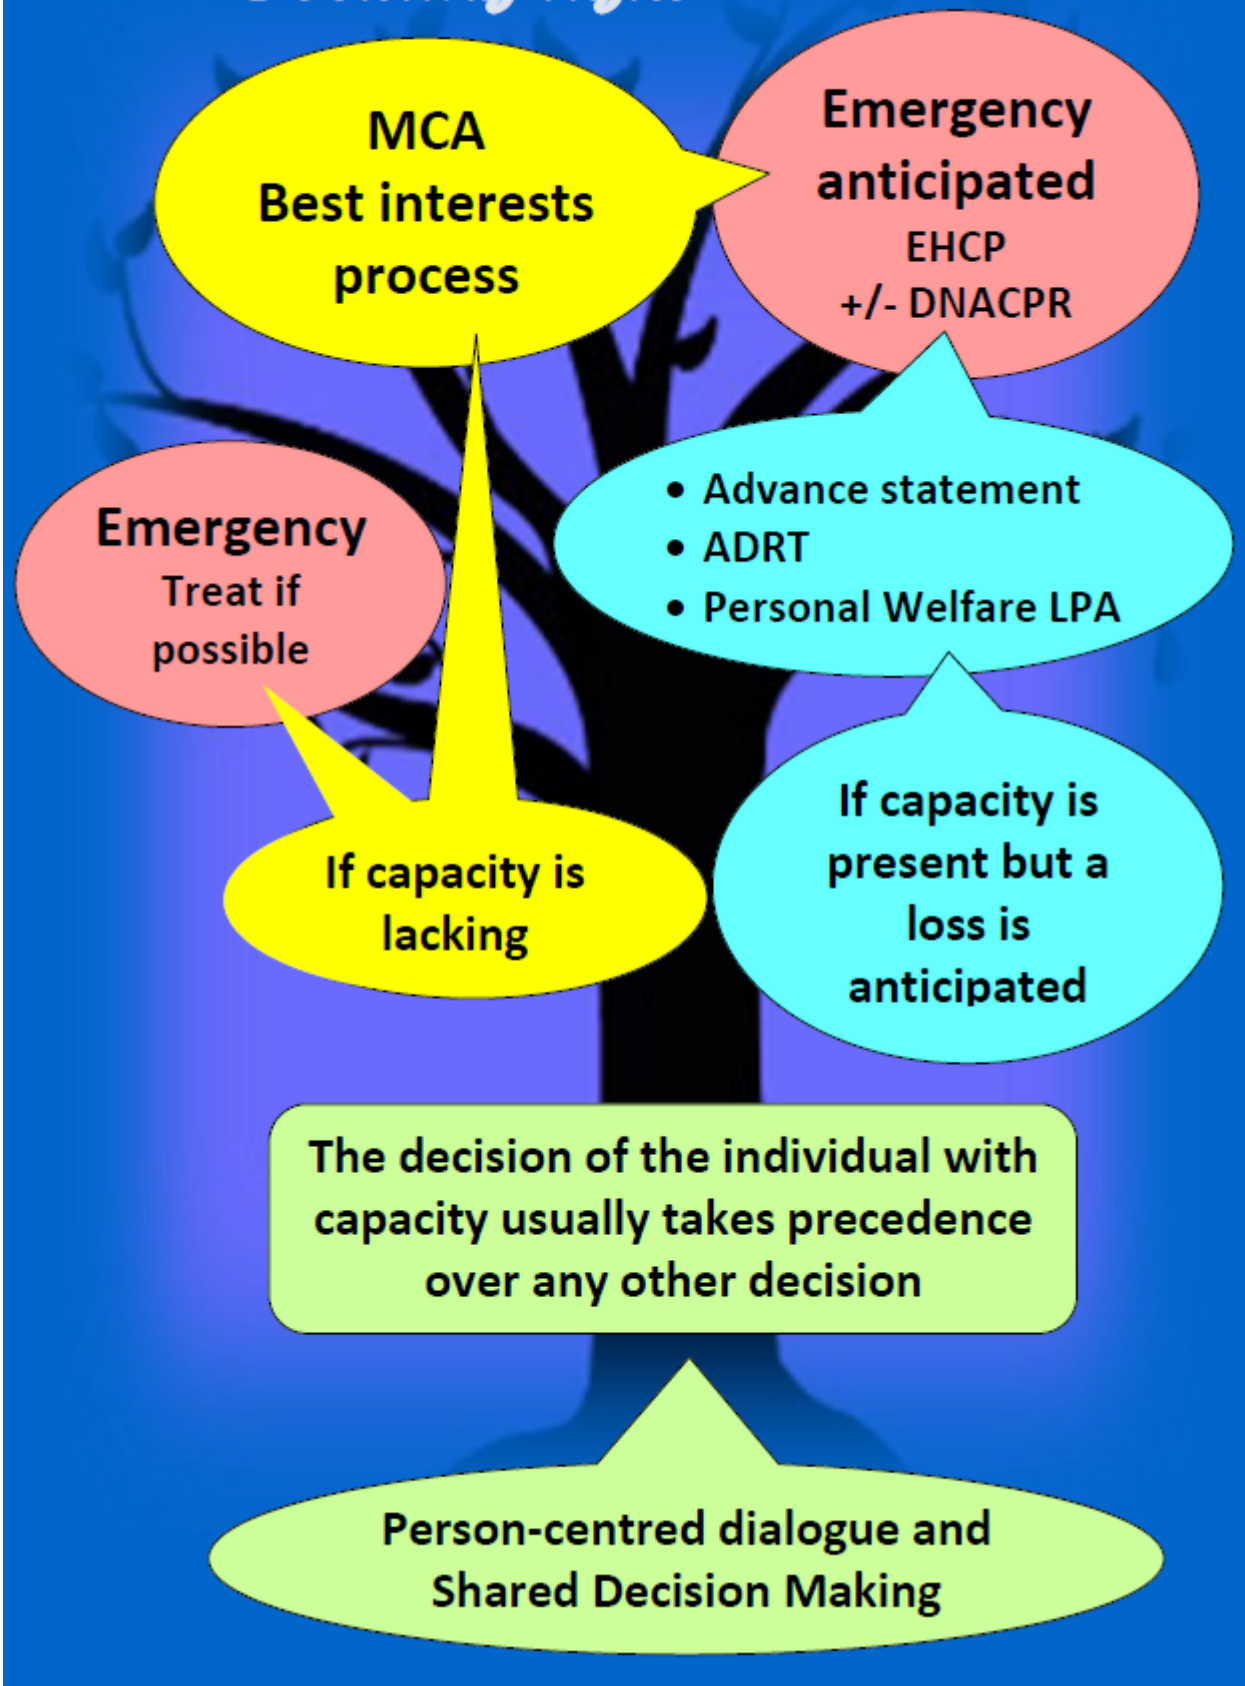 MCA
Best interests
process
Emergency
anticipated
EHCP
+/- DNACPR
• Advance statement
• ADRT
• Personal Welfare LPA
Emergency
Treat if
possible
If capacity is
lacking
If capacity is
present but a
loss is
anticipated
The decision of the individual with
capacity usually takes precedence
over any other decision
Person-centred dialogue and
Shared Decision Making